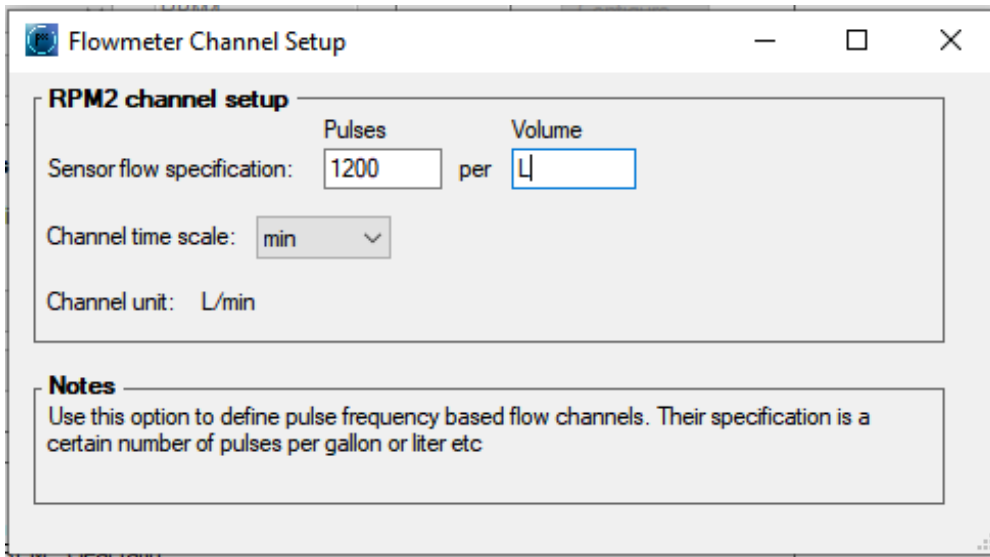 Flowmeter Channel Setup
RPM2 channel setup
Pulses Volume
Sensor flow specification: 1200 per L
Channel time scale: min
Channel unit: L/min
Notes
Use this option to define pulse frequency based flow channels. Their specification is a
certain number of pulses per gallon or liter etc